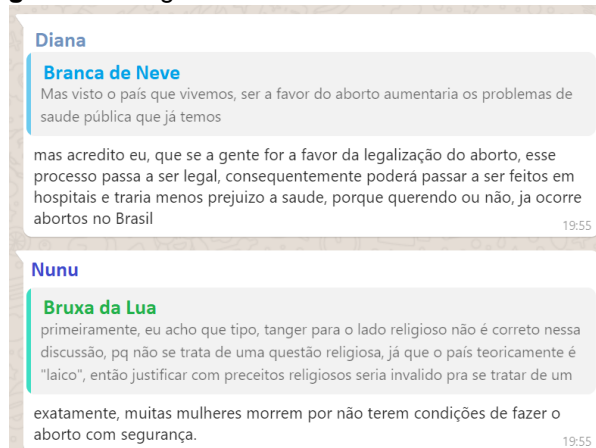 Diana
Branca de Neve
Mas visto o país que vivemos, ser a favor do aborto aumentaria os problemas de
saude pública que já temos
mas acredito eu, que se a gente for a favor da legalização do aborto, esse
processo passa a ser legal, consequentemente poderá passar a ser feitos em
hospitais e traria menos prejuizo a saude, porque querendo ou não, ja ocorre
abortos no Brasil
19:55
Nunu
Bruxa da Lua
primeiramente, eu acho que tipo, tanger para o lado religioso não é correto nessa
discussão, pq não se trata de uma questão religiosa, já que o país teoricamente é
"laico", então justificar com preceitos religiosos seria invalido pra se tratar de um
exatamente, muitas mulheres morrem por não terem condições de fazer o
aborto com segurança.
19:55